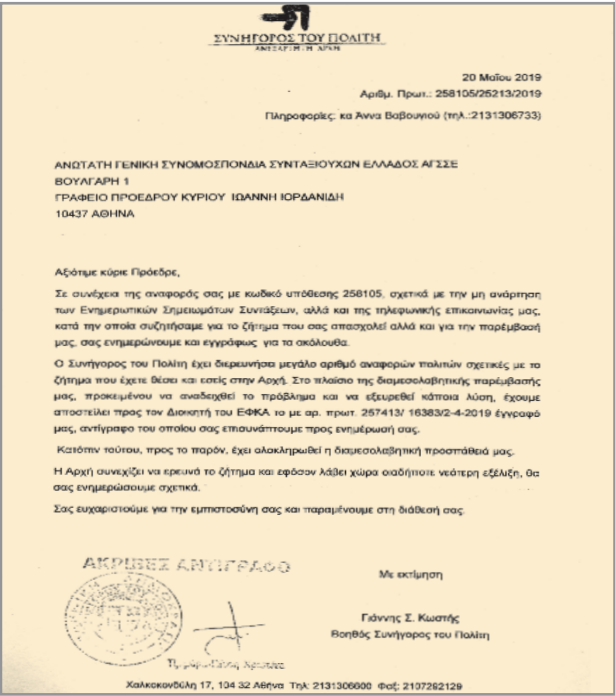 ΣΥΝΗΓΟΡΟΣ ΤΟΥ ΠΟΛΙΤΗ
ΑΝΕΞΑΡΤΗΤΗ ΑΡΧΗ
20 Μαΐου 2019
Αριθμ. Πρωτ.: 258105/25213/2019
Πληροφορίες: κα Άννα Βαβουγιού (τηλ.:2131306733)
ΑΝΩΤΑΤΗ ΓΕΝΙΚΗ ΣΥΝΟΜΟΣΠΟΝΔΙΑ ΣΥΝΤΑΞΙΟΥΧΩΝ ΕΛΛΑΔΟΣ ΑΓΣΣΕ
ΒΟΥΛΓΑΡΗ 1
ΓΡΑΦΕΙΟ ΠΡΟΕΔΡΟΥ ΚΥΡΙΟΥ ΙΩΑΝΝΗ ΙΟΡΔΑΝΙΔΗ
10437 ΑΘΗΝΑ
Αξιότιμε κύριε Πρόεδρε,
Σε συνέχεια της αναφοράς σας με κωδικό υπόθεσης 258105, σχετικά με την μη ανάρτηση
των Ενημερωτικών Σημειωμάτων Συντάξεων, αλλά και της τηλεφωνικής επικοινωνίας μας,
κατά την οποία συζητήσαμε για το ζήτημα που σας απασχολεί αλλά και για την παρέμβασή
μας, σας ενημερώνουμε και εγγράφως για τα ακόλουθα.
Ο Συνήγορος του Πολίτη έχει διερευνήσει μεγάλο αριθμό αναφορών πολιτών σχετικές με το
ζήτημα που έχετε θέσει και εσείς στην Αρχή. Στο πλαίσιο της διαμεσολαβητικής παρέμβασής
μας, προκειμένου να αναδειχθεί το πρόβλημα και να εξευρεθεί κάποια λύση, έχουμε
αποστείλει προς τον Διοικητή του ΕΦΚΑ το με αρ. πρωτ. 257413/ 16383/2-4-2019 έγγραφό
μας, αντίγραφο του οποίου σας επισυνάπτουμε προς ενημέρωσή σας.
Κατόπιν τούτου, προς το παρόν, έχει ολοκληρωθεί η διαμεσολαβητική προσπάθειά μας.
Η Αρχή συνεχίζει να ερευνά το ζήτημα και εφόσον λάβει χώρα οιαδήποτε νεότερη εξέλιξη, θα
σας ενημερώσουμε σχετικά.
Σας ευχαριστούμε για την εμπιστοσύνη σας και παραμένουμε στη διάθεσή σας.
ΑΚΡΙΒΕΣ ΑΝΤΙΓΡΑΦΟ
Με εκτίμηση
Γιάννης Σ. Κωστής
Βοηθός Συνήγορος του Πολίτη
Χαλκοκονδύλη 17, 104 32 Αθήνα Τηλ: 2131306600 Φαξ: 2107292129